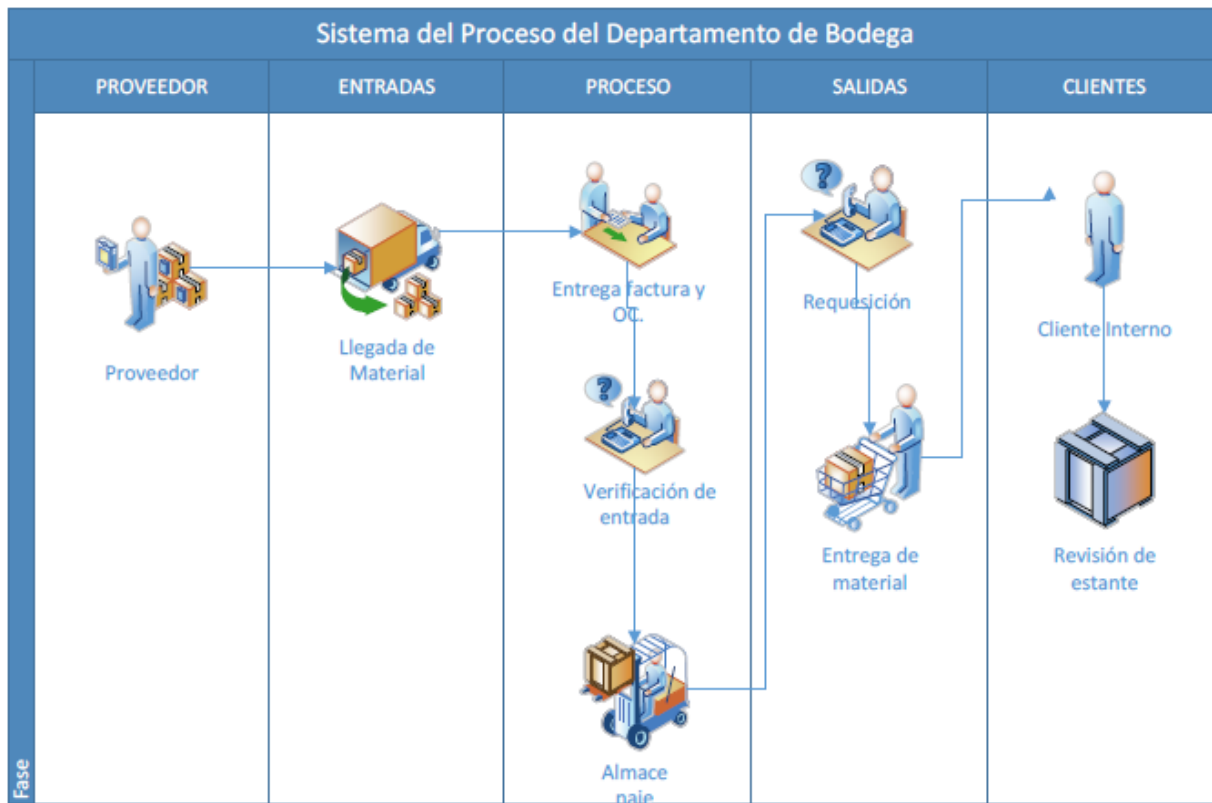 Sistema del Proceso del Departamento de Bodega
PROVEEDOR
ENTRADAS
PROCESO
SALIDAS
CLIENTES
Fase
Proveedor
Llegada de
Material
Entrega factura y
OC.
Verificación de
entrada
Almace
naje
?
Requesición
Entrega de
material
Cliente Interno
Revisión de
estante
?